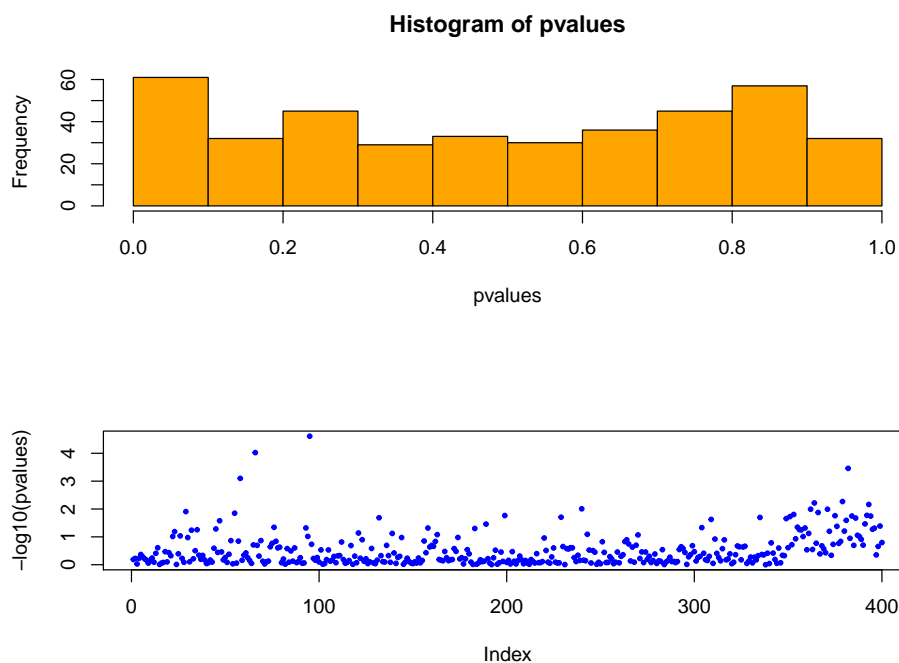 Histogram of pvalues
Frequency
0 20 40 60
0.0 0.2 0.4 0.6 0.8 1.0
pvalues
−log10(pvalues)
0 1 2 3 4
0 100 200 300 400
Index